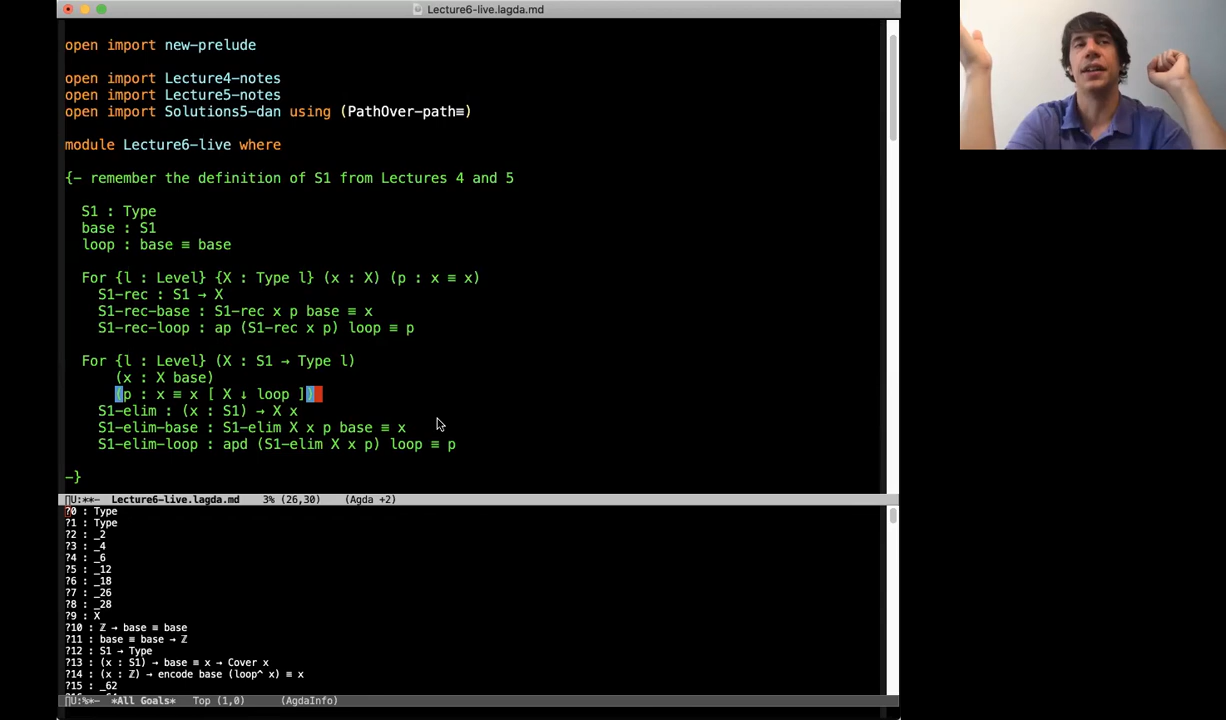 Lecture6-live.lagda.md
open import new-prelude
open import Lecture4-notes
open import Lecture5-notes
open import Solutions5-dan using (PathOver-path≡)
module Lecture6-live where
{- remember the definition of S1 from Lectures 4 and 5
S1 : Type
base : S1
loop : base ≡ base
For {l : Level} {X : Type l} (x : X) (p : x ≡ x)
S1-rec : S1 → X
S1-rec-base : S1-rec x p base ≡ x
S1-rec-loop : ap (S1-rec x p) loop ≡ p
For {l : Level} (X : S1 → Type l)
(x : X base)
(p : x ≡ x [ X ↓ loop ])
S1-elim : (x : S1) → X x
S1-elim-base : S1-elim X x p base ≡ x
S1-elim-loop : apd (S1-elim X x p) loop ≡ p
-}
U:**- Lecture6-live.lagda.md 3% (26,30) (Agda +2)
?0 : Type
?1 : Type
?2 : _2
?3 : _4
?4 : _6
?5 : _12
?6 : _18
?7 : _26
?8 : _28
?9 : X
?10 : ℤ → base ≡ base
?11 : base ≡ base → ℤ
?12 : S1 → Type
?13 : (x : S1) → base ≡ x → Cover x
?14 : (x : ℤ) → encode base (loop^ x) ≡ x
?15 : _62
U:%*- *All Goals* Top (1,0) (AgdaInfo)